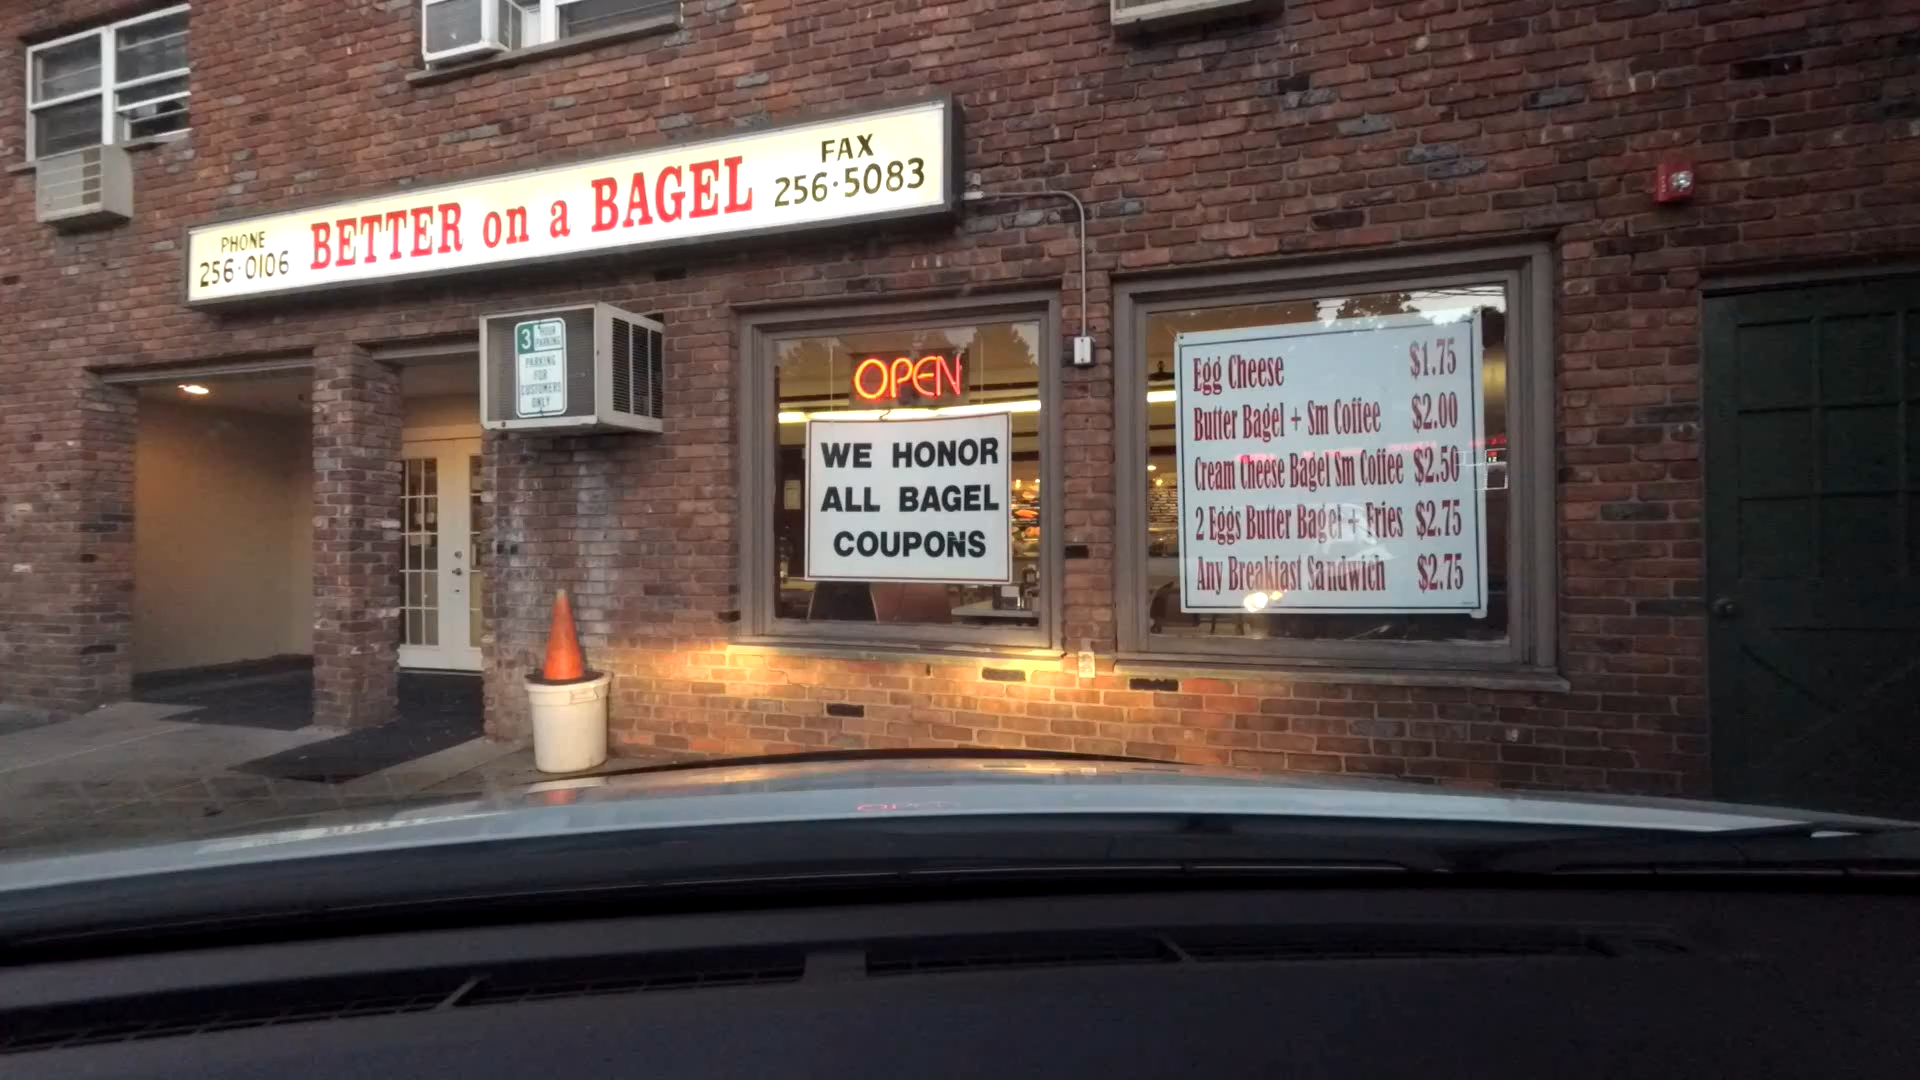 PHONE
256·0106
BETTER on a BAGEL
FAX
256·5083
3 HOUR
PARKING
PARKING
FOR
CUSTOMERS
ONLY
OPEN
WE HONOR
ALL BAGEL
COUPONS
Egg Cheese $1.75
Butter Bagel + Sm Coffee $2.00
Cream Cheese Bagel Sm Coffee $2.50
2 Eggs Butter Bagel + Fries $2.75
Any Breakfast Sandwich $2.75